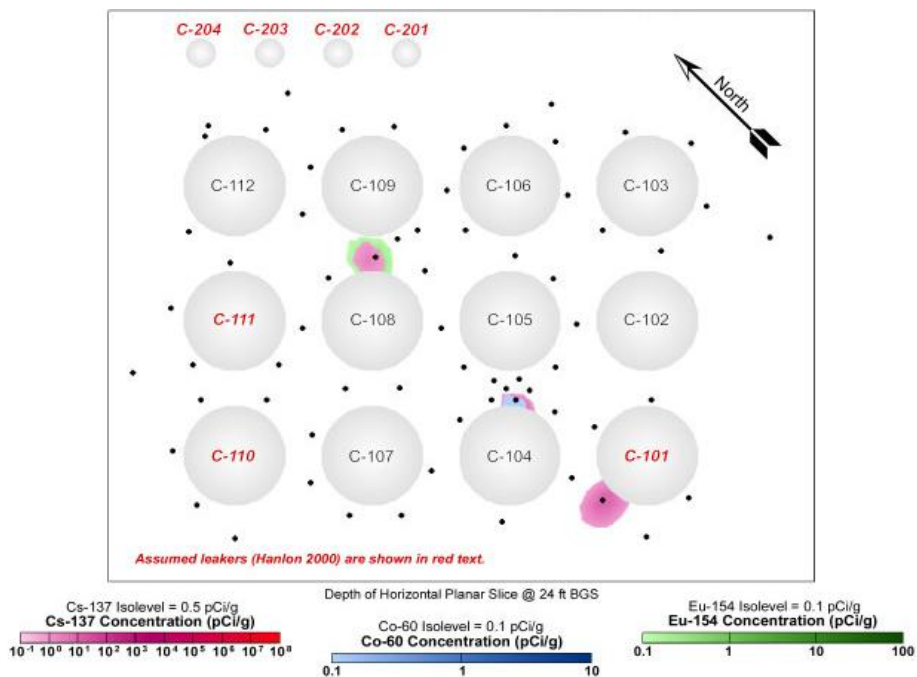 C-204 C-203 C-202 C-201
North
C-112 C-109 C-106 C-103
C-111 C-108 C-105 C-102
C-110 C-107 C-104 C-101
Assumed leakers (Hanlon 2000) are shown in red text.
Depth of Horizontal Planar Slice @ 24 ft BGS
Cs-137 Isolevel = 0.5 pCi/g
Cs-137 Concentration (pCi/g)
10⁻¹ 10⁰ 10¹ 10² 10³ 10⁴ 10⁵ 10⁶ 10⁷ 10⁸
Co-60 Isolevel = 0.1 pCi/g
Co-60 Concentration (pCi/g)
0.1 1 10
Eu-154 Isolevel = 0.1 pCi/g
Eu-154 Concentration (pCi/g)
0.1 1 10 100